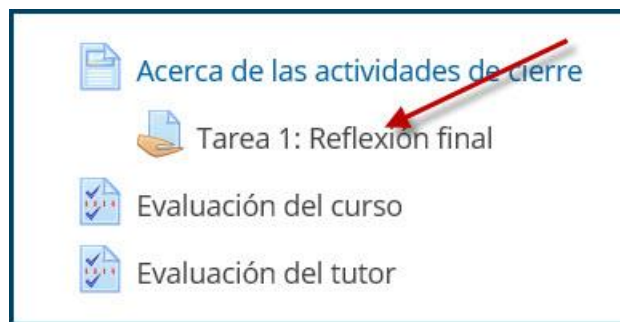 Acerca de las actividades de cierre
Tarea 1: Reflexión final
Evaluación del curso
Evaluación del tutor